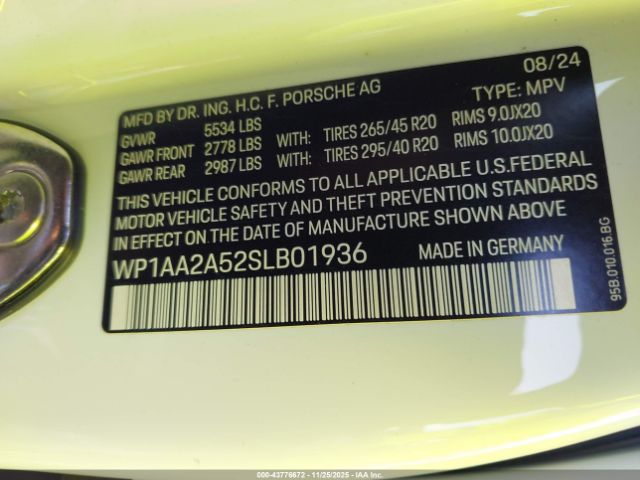 08/24
MFD BY DR. ING. H.C. F. PORSCHE AG TYPE: MPV
GVWR 5534 LBS
GAWR FRONT 2778 LBS WITH: TIRES 265/45 R20 RIMS 9.0JX20
GAWR REAR 2987 LBS WITH: TIRES 295/40 R20 RIMS 10.0JX20
THIS VEHICLE CONFORMS TO ALL APPLICABLE U.S.FEDERAL
MOTOR VEHICLE SAFETY AND THEFT PREVENTION STANDARDS
IN EFFECT ON THE DATE OF MANUFACTURE SHOWN ABOVE
WP1AA2A52SLB01936 MADE IN GERMANY
95B.010.016.BG
000-43776672 - 11/25/2025 - IAA Inc.